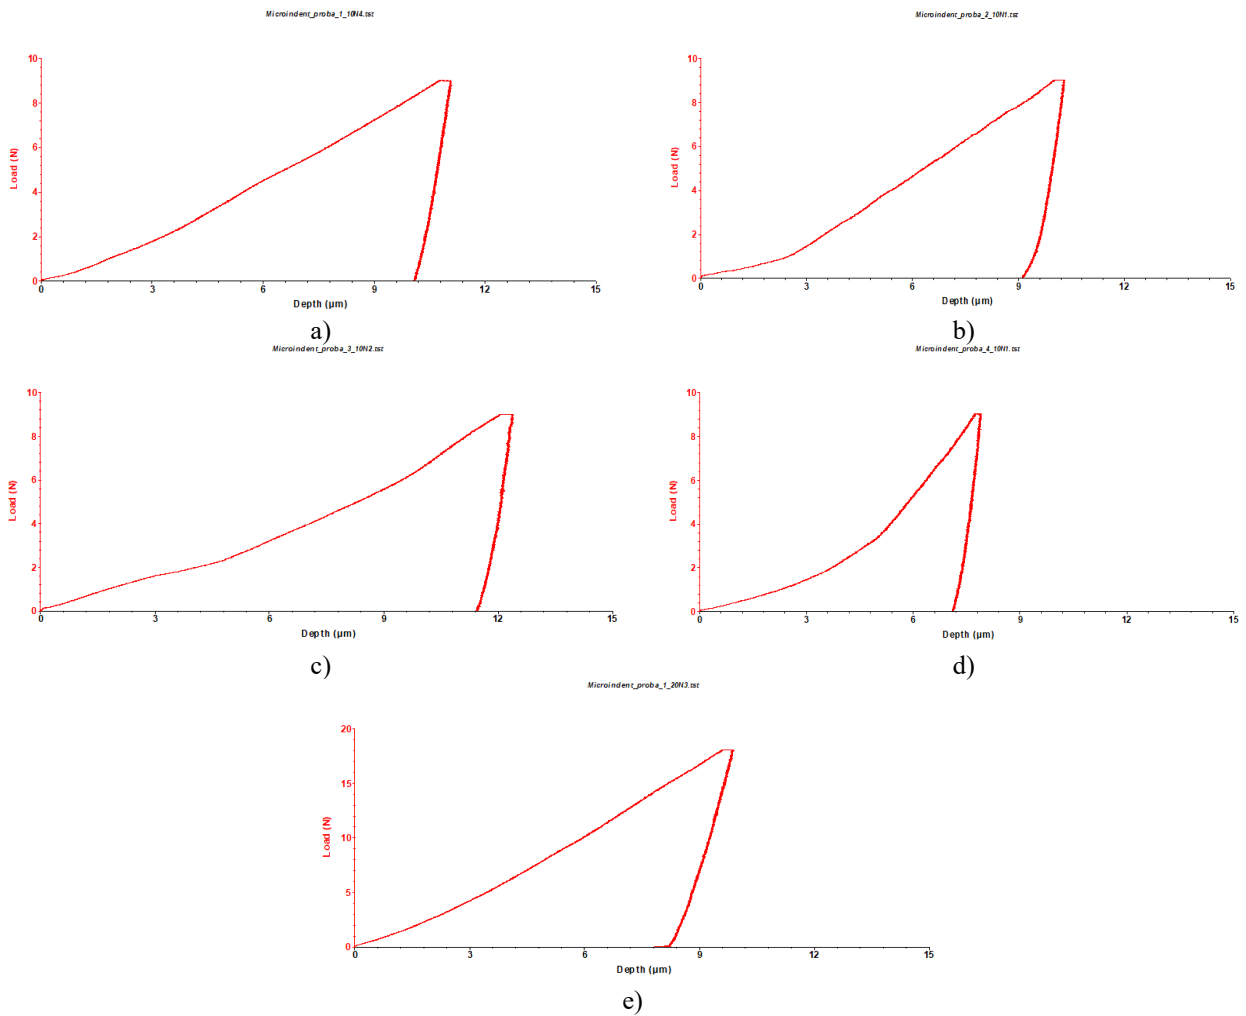 Microindent_proba_1_10N4.tst
Microindent_proba_2_10N1.tst
10
8
6
4
2
0
Load (N)
0 3 6 9 12 15
Depth (µm)
10
8
6
4
2
0
Load (N)
0 3 6 9 12 15
Depth (µm)
a)
b)
Microindent_proba_3_10N2.tst
Microindent_proba_4_10N1.tst
10
8
6
4
2
0
Load (N)
0 3 6 9 12 15
Depth (µm)
10
8
6
4
2
0
Load (N)
0 3 6 9 12 15
Depth (µm)
c)
d)
Microindent_proba_1_20N3.tst
20
15
10
5
0
Load (N)
0 3 6 9 12 15
Depth (µm)
e)